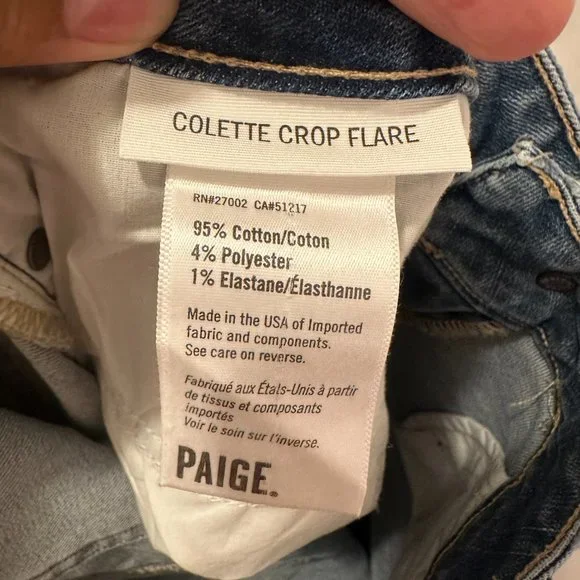 COLETTE CROP FLARE
RN#27002 CA#51217
95% Cotton/Coton
4% Polyester
1% Elastane/Élasthanne
Made in the USA of Imported
fabric and components.
See care on reverse.
Fabriqué aux États-Unis à partir
de tissus et composants
importés
Voir le soin sur l'inverse.
PAIGE.